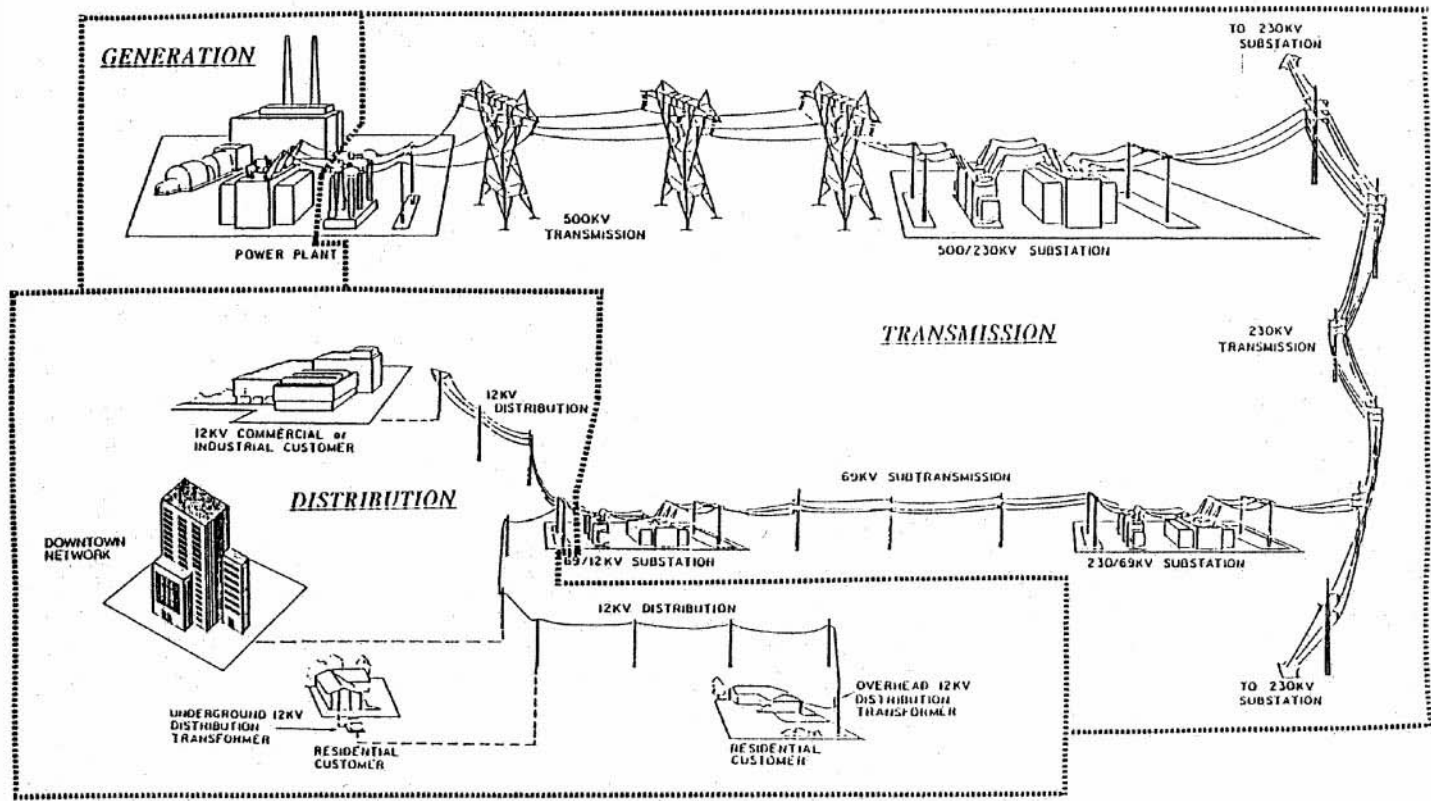 GENERATION
POWER PLANT
500KV
TRANSMISSION
500/230KV SUBSTATION
TO 230KV
SUBSTATION
TRANSMISSION
230KV
TRANSMISSION
12KV COMMERCIAL or
INDUSTRIAL CUSTOMER
12KV
DISTRIBUTION
DISTRIBUTION
DOWNTOWN
NETWORK
69KV SUBTRANSMISSION
69/12KV SUBSTATION
230/69KV SUBSTATION
12KV DISTRIBUTION
UNDERGROUND 12KV
DISTRIBUTION
TRANSFORMER
RESIDENTIAL
CUSTOMER
OVERHEAD 12KV
DISTRIBUTION
TRANSFORMER
RESIDENTIAL
CUSTOMER
TO 230KV
SUBSTATION